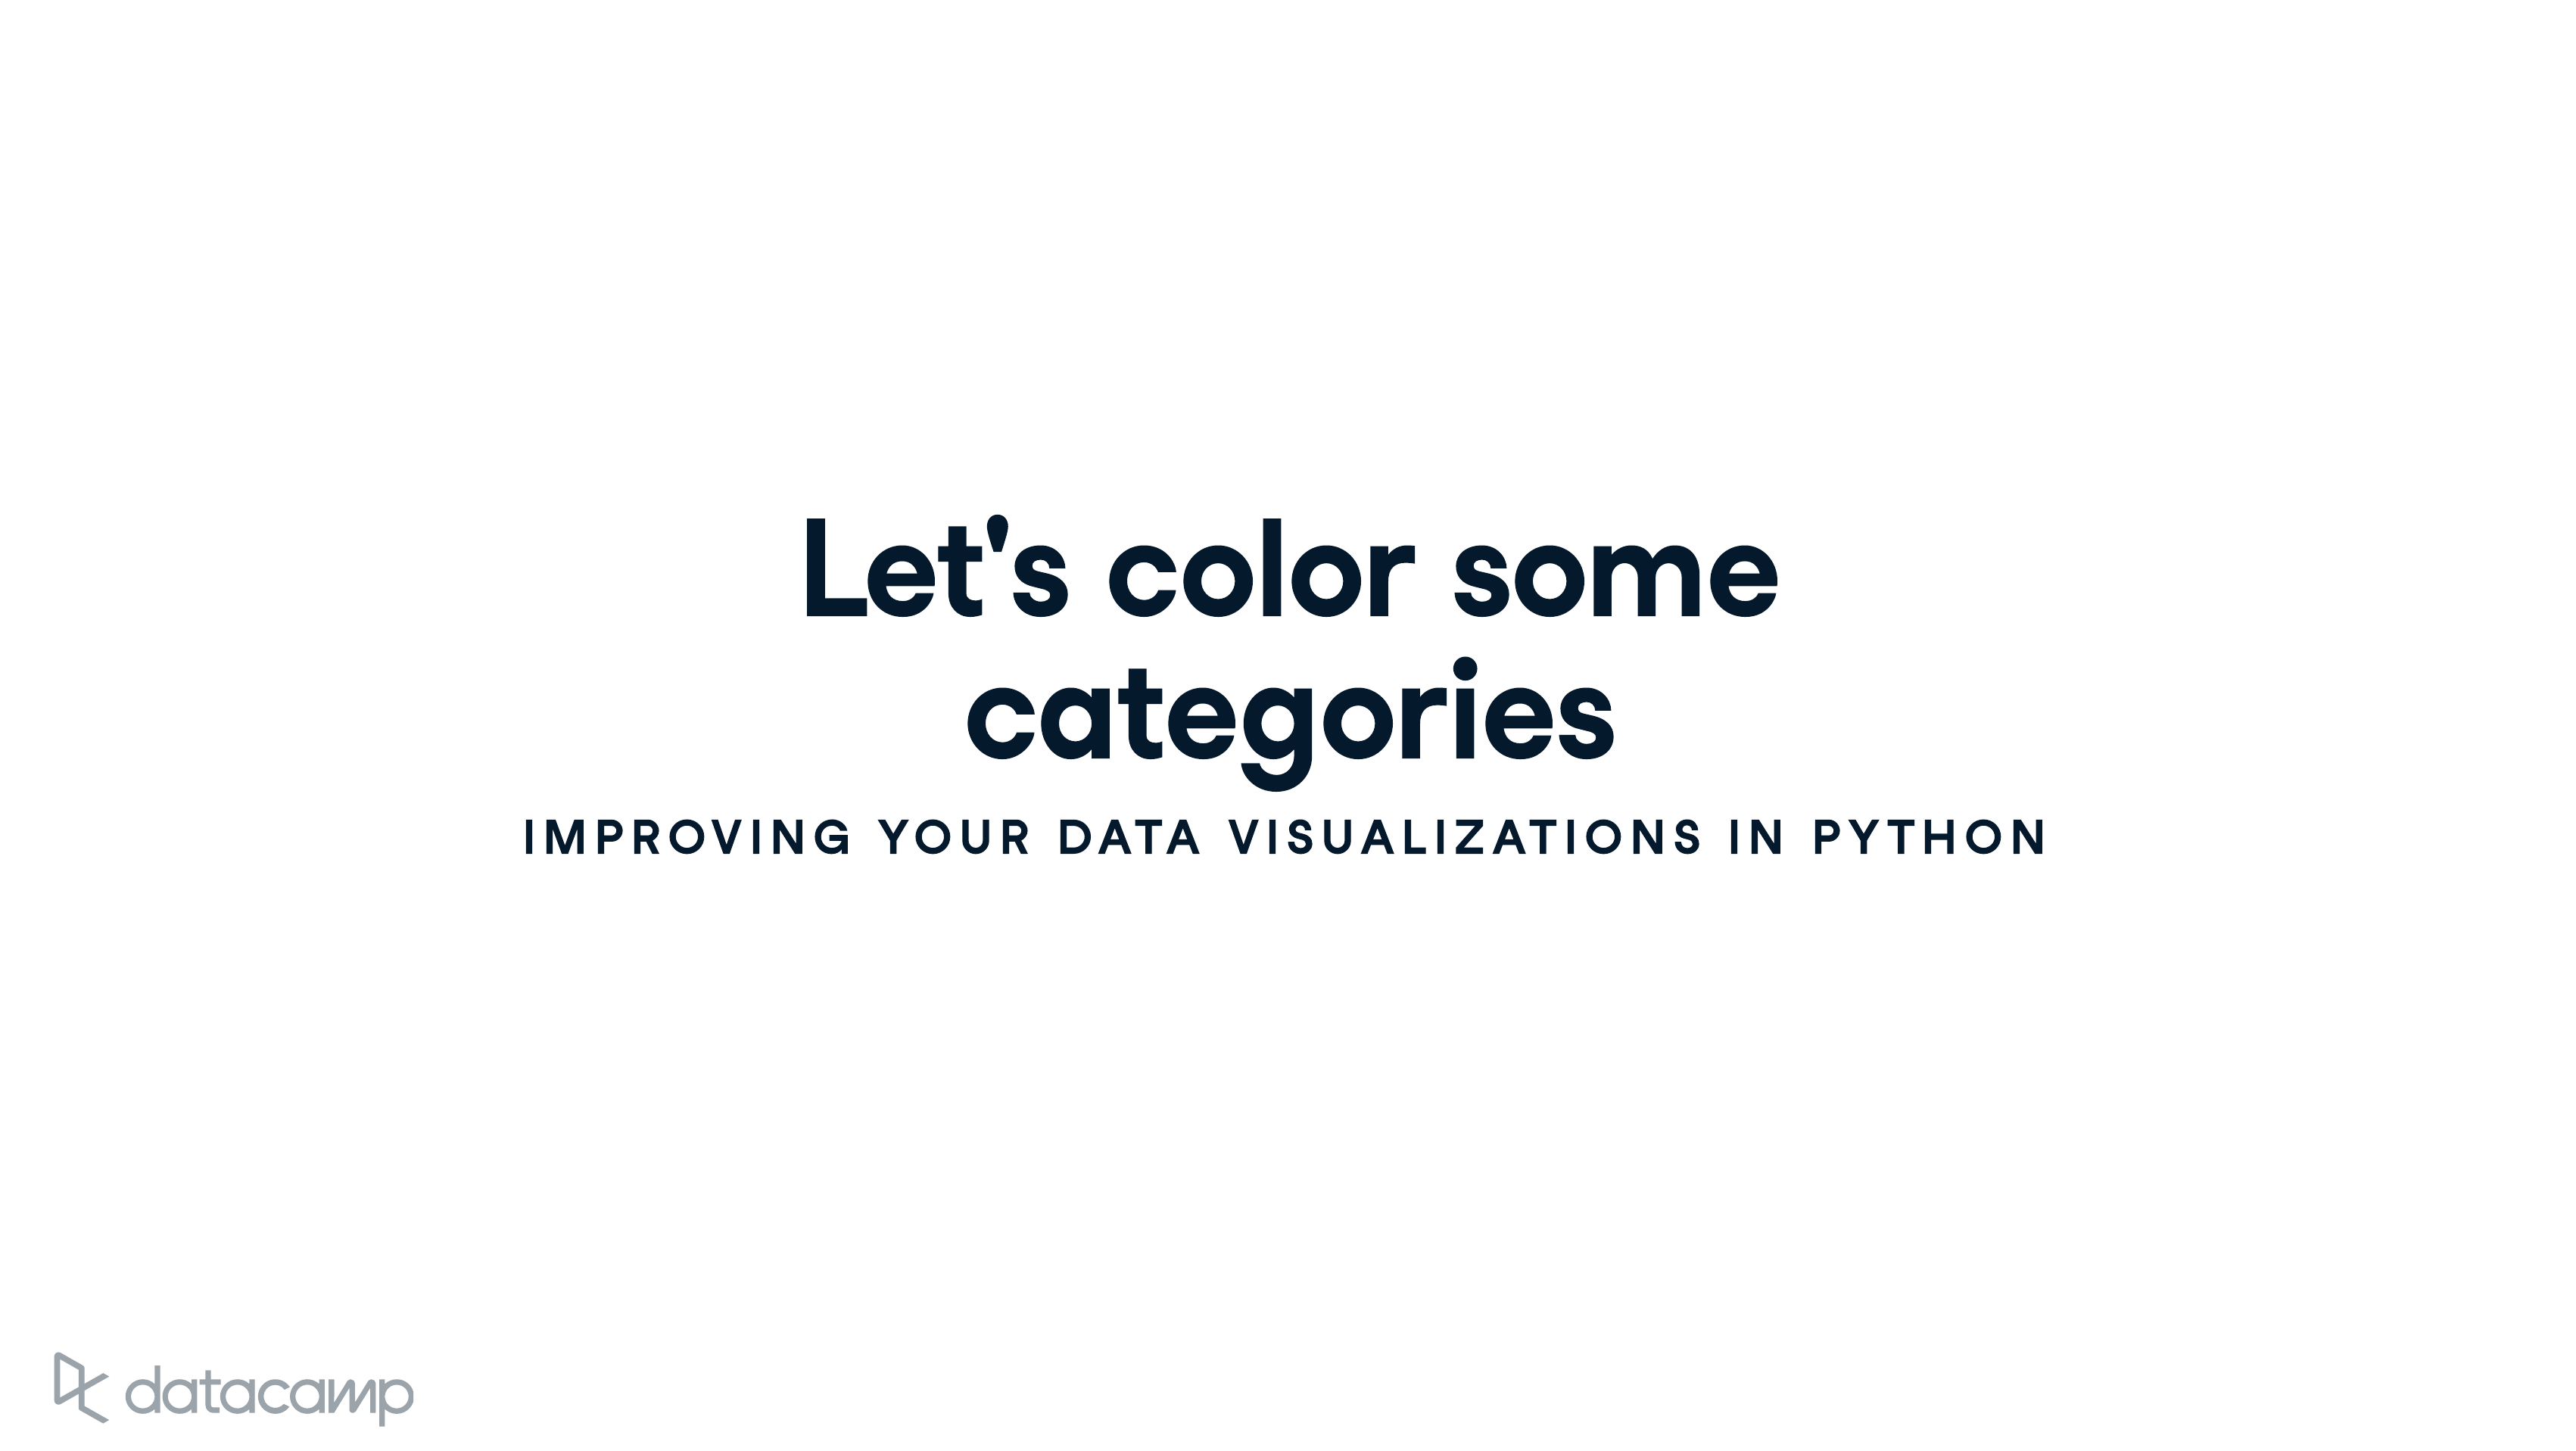 Let's color some
categories
IMPROVING YOUR DATA VISUALIZATIONS IN PYTHON
datacamp